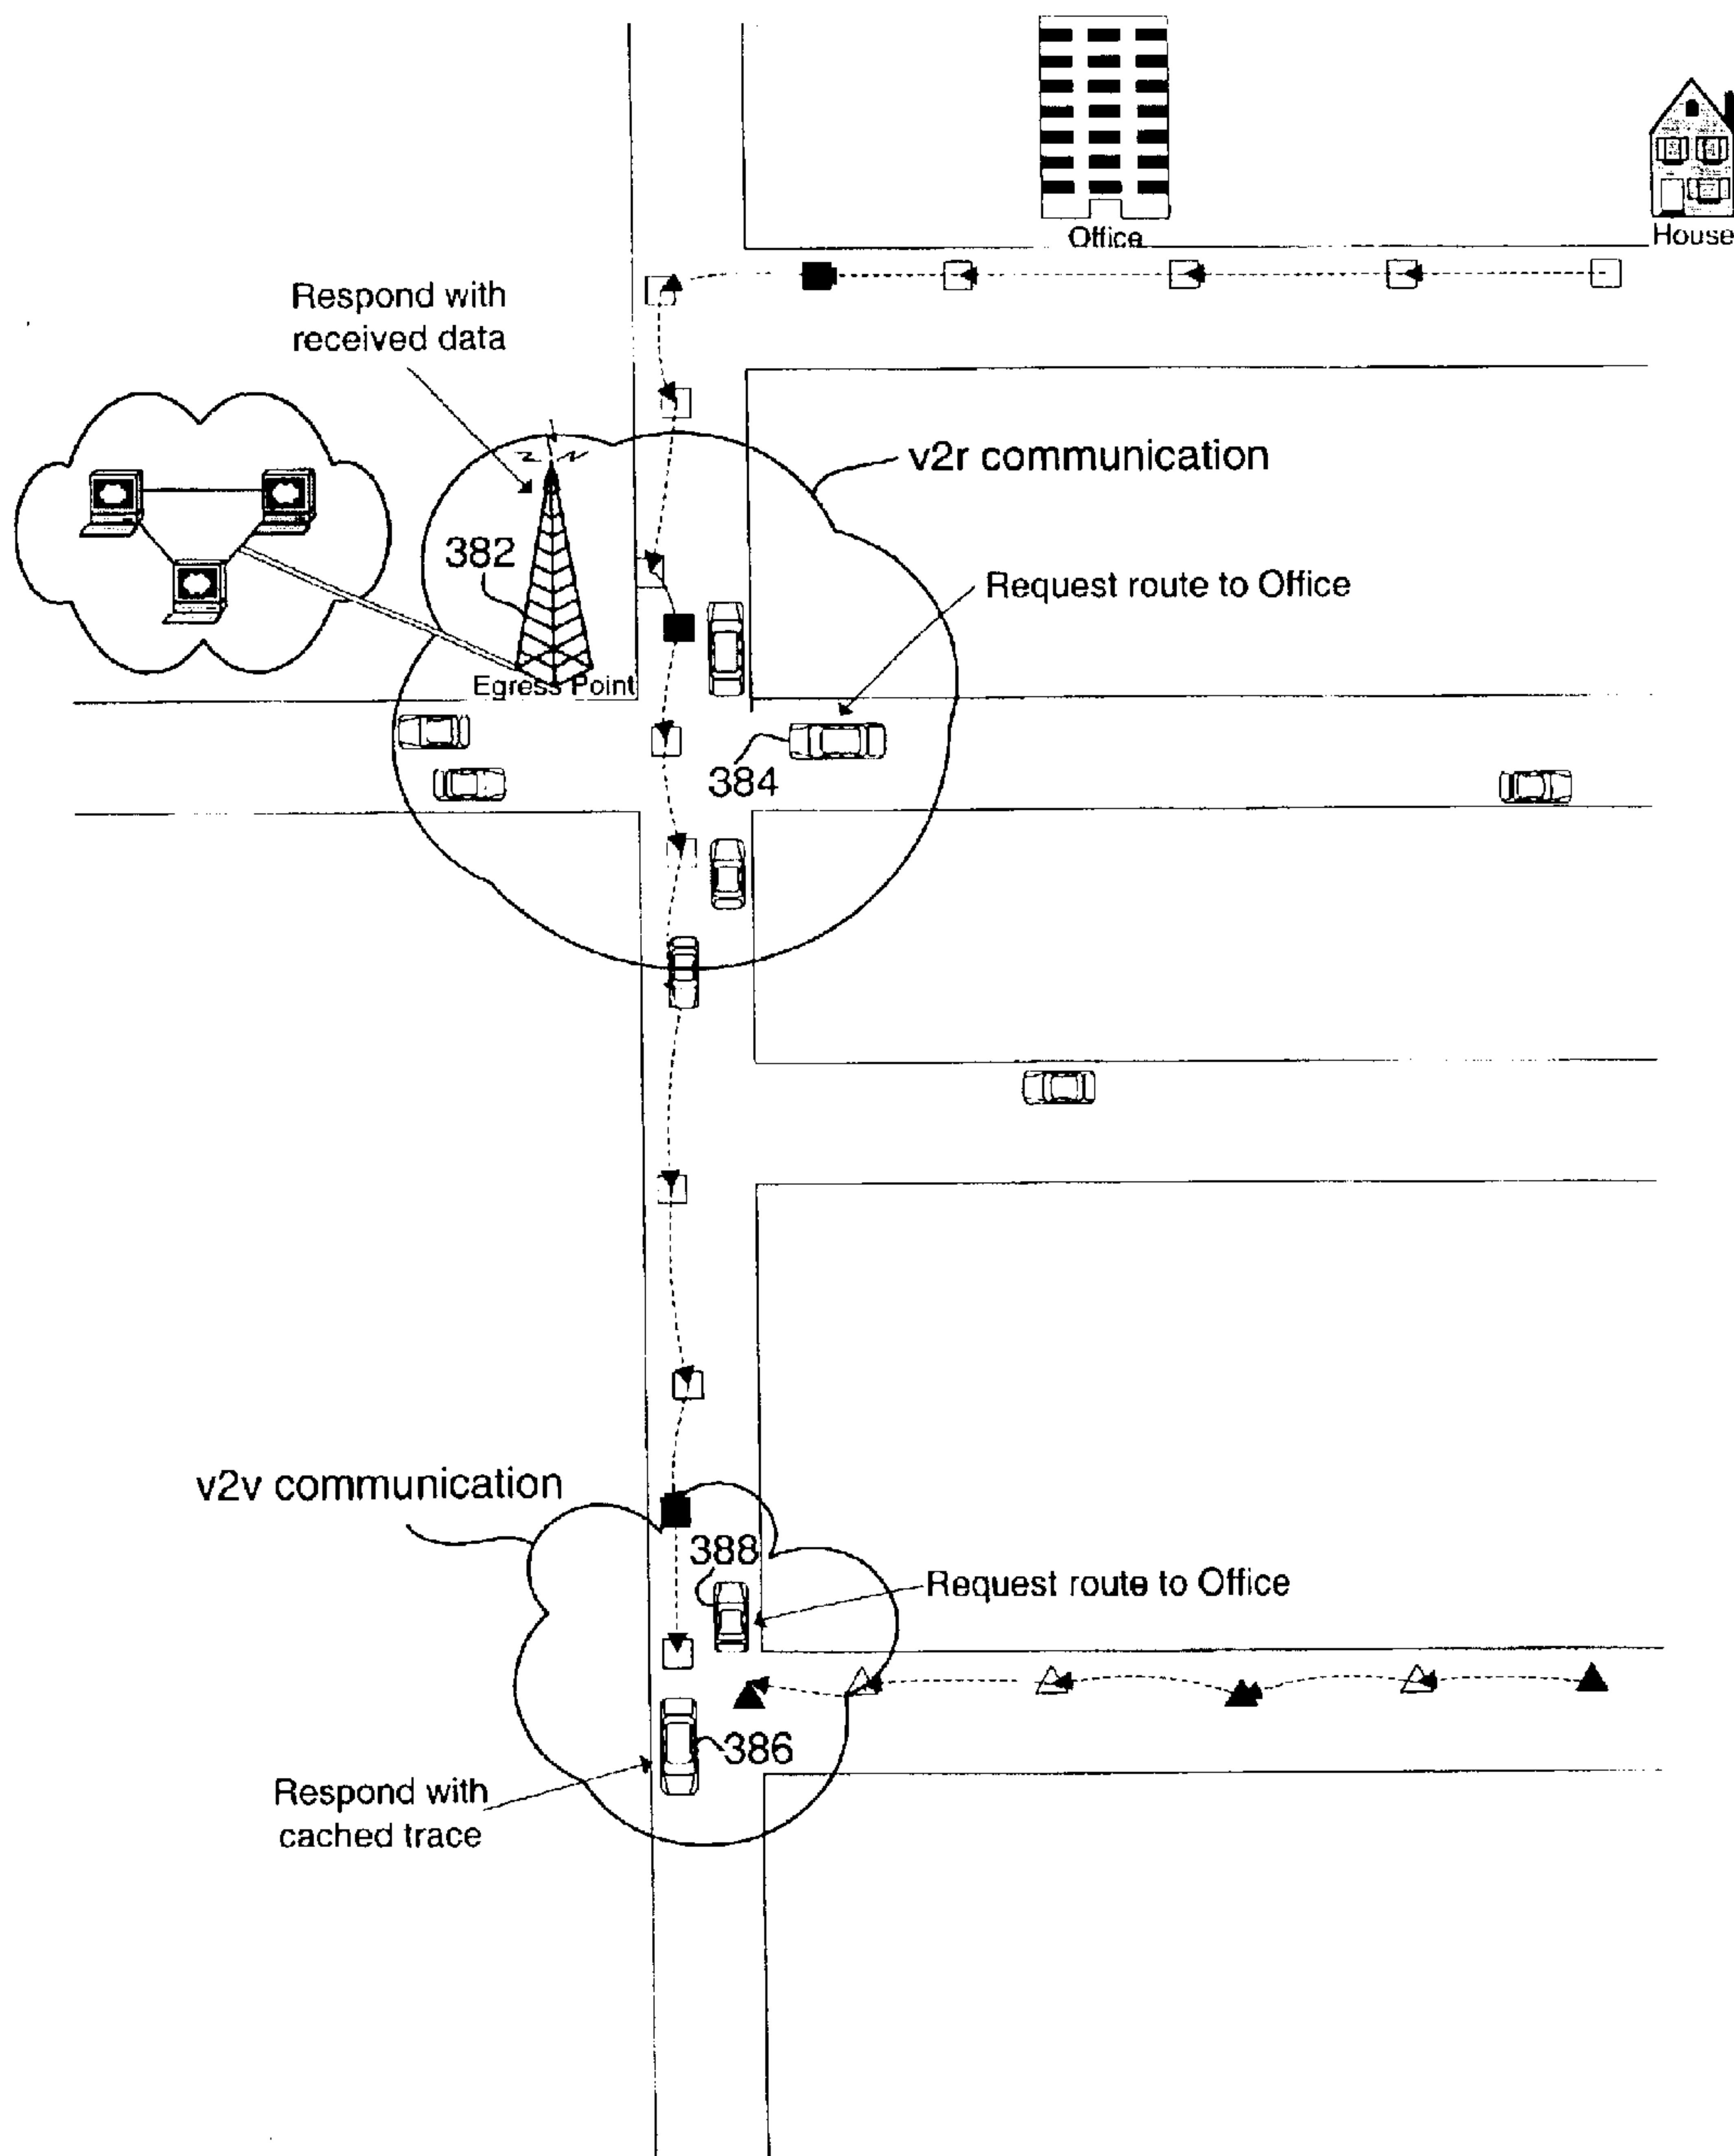 Office
House
Respond with
received data
v2r communication
382
Request route to Office
Egress Point
384
v2v communication
388
Request route to Office
386
Respond with
cached trace